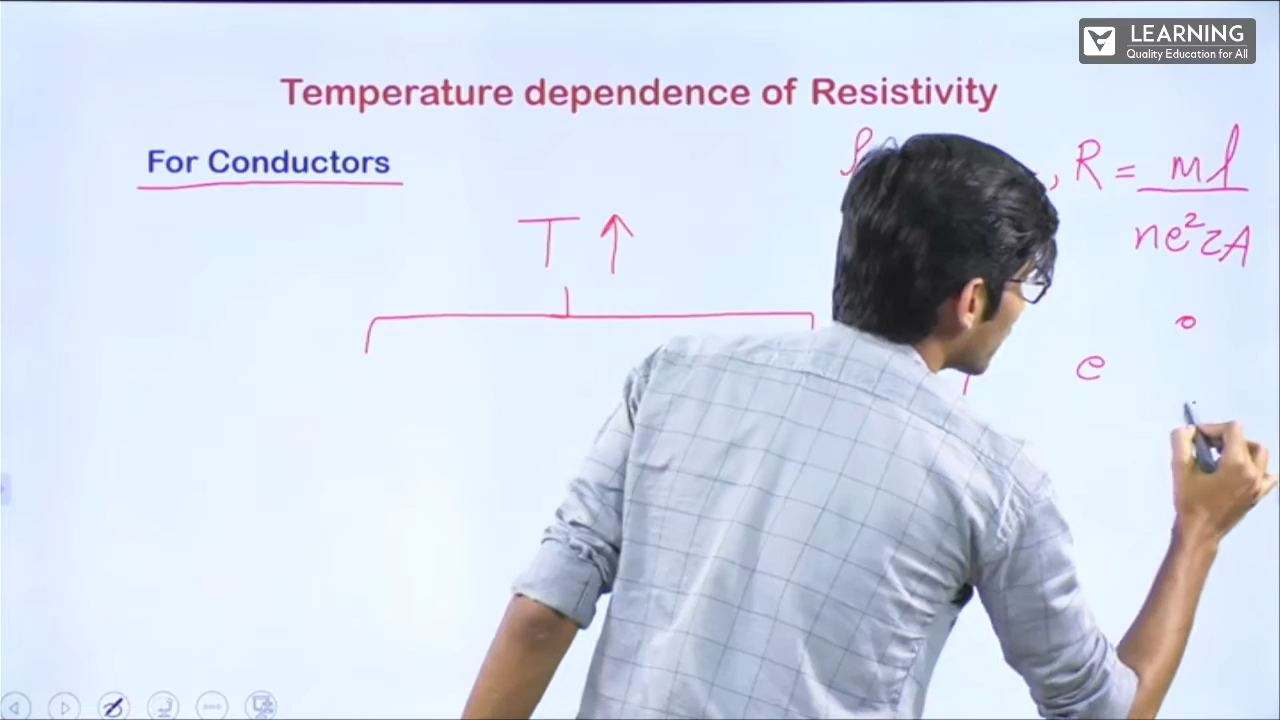 LEARNING
Quality Education for All
Temperature dependence of Resistivity
For Conductors
ρ , R = ml
ne²τA
T ↑
e